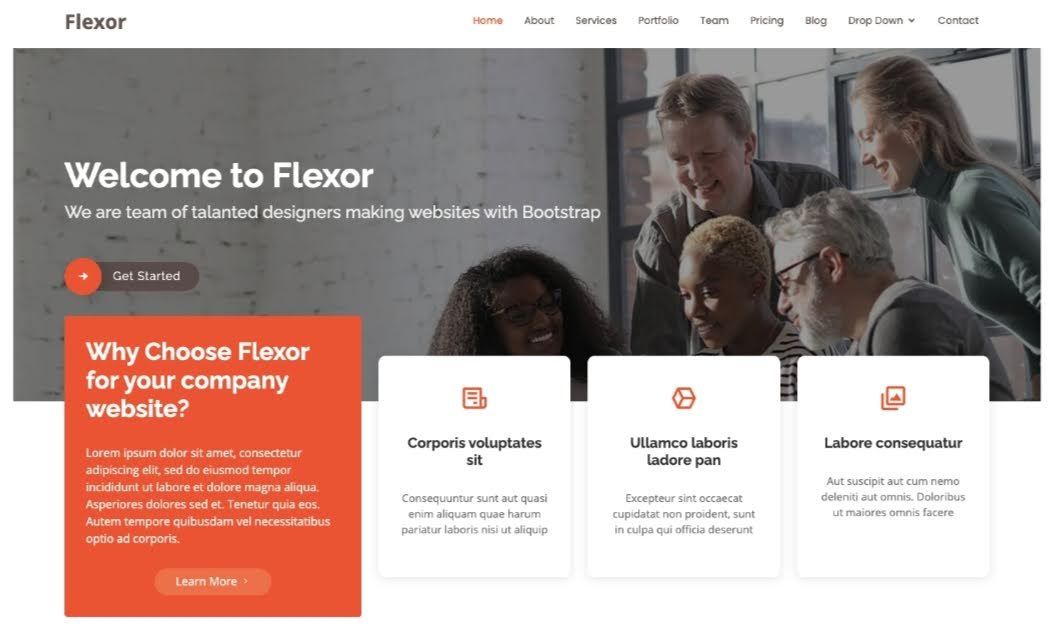 Flexor
Home About Services Portfolio Team Pricing Blog Drop Down Contact
Welcome to Flexor
We are team of talanted designers making websites with Bootstrap
Get Started
Why Choose Flexor
for your company
website?
Lorem ipsum dolor sit amet, consectetur
adipiscing elit, sed do eiusmod tempor
incididunt ut labore et dolore magna aliqua.
Asperiores dolores sed et. Tenetur quia eos.
Autem tempore quibusdam vel necessitatibus
optio ad corporis.
Learn More
Corporis voluptates
sit
Consequuntur sunt aut quasi
enim aliquam quae harum
pariatur laboris nisi ut aliquip
Ullamco laboris
ladore pan
Excepteur sint occaecat
cupidatat non proident, sunt
in culpa qui officia deserunt
Labore consequatur
Aut suscipit aut cum nemo
deleniti aut omnis. Doloribus
ut maiores omnis facere